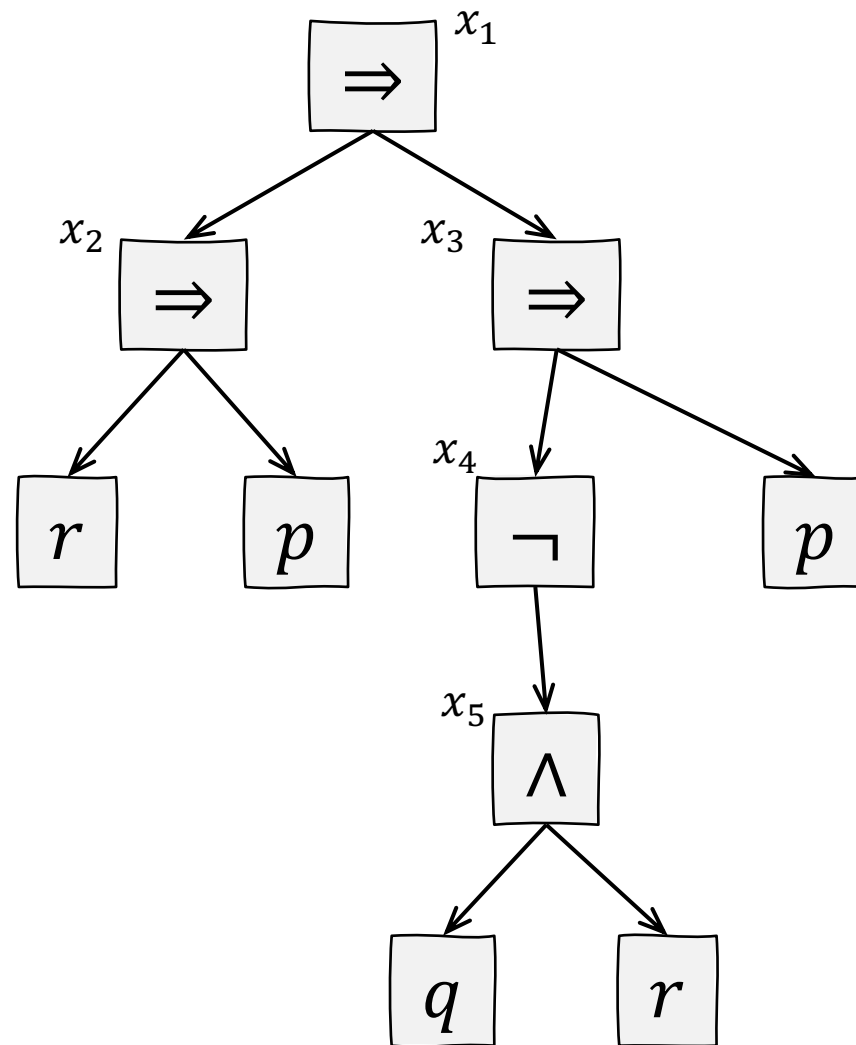 x₁
⇒
x₂ x₃
⇒ ⇒
x₄
r p ¬ p
x₅
∧
q r